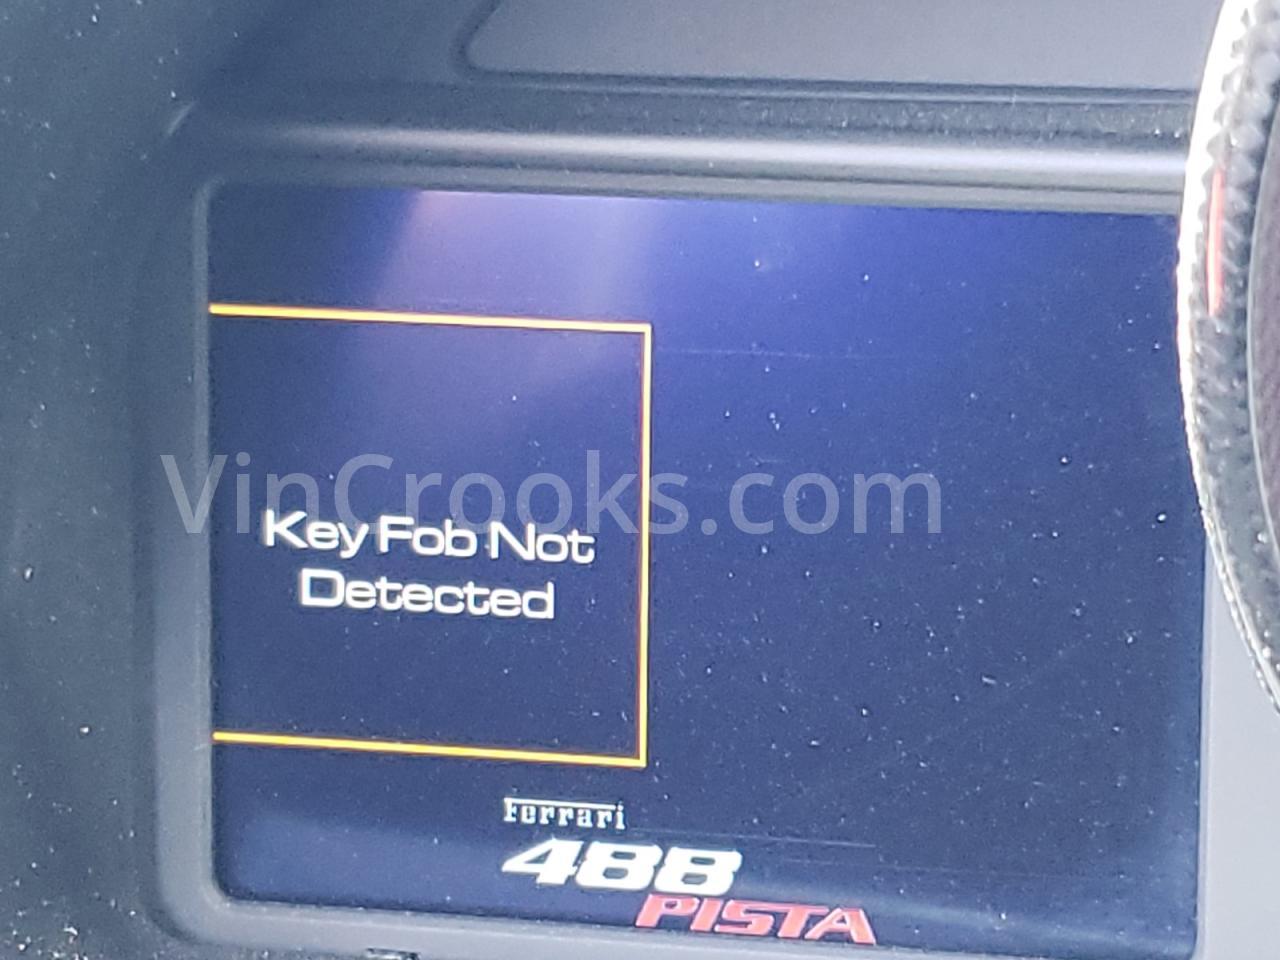 VinCrooks.com
Key Fob Not
Detected
Ferrari
488
PISTA